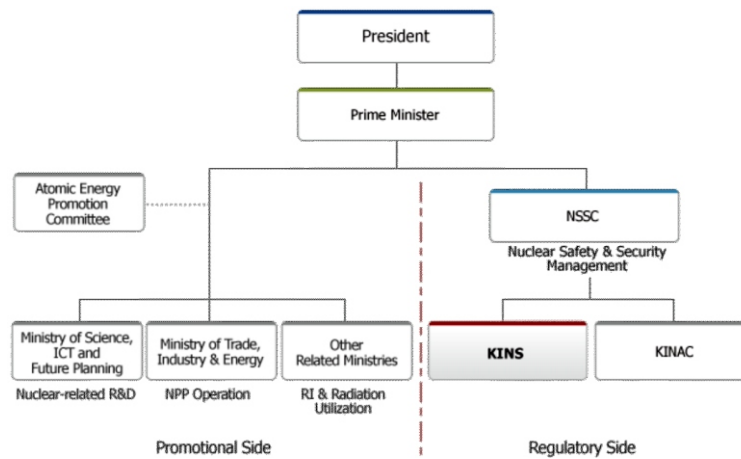 President
Prime Minister
Atomic Energy
Promotion
Committee
NSSC
Nuclear Safety & Security
Management
Ministry of Science,
ICT and
Future Planning
Ministry of Trade,
Industry & Energy
Other
Related Ministries
KINS
KINAC
Nuclear-related R&D
NPP Operation
RI & Radiation
Utilization
Promotional Side
Regulatory Side